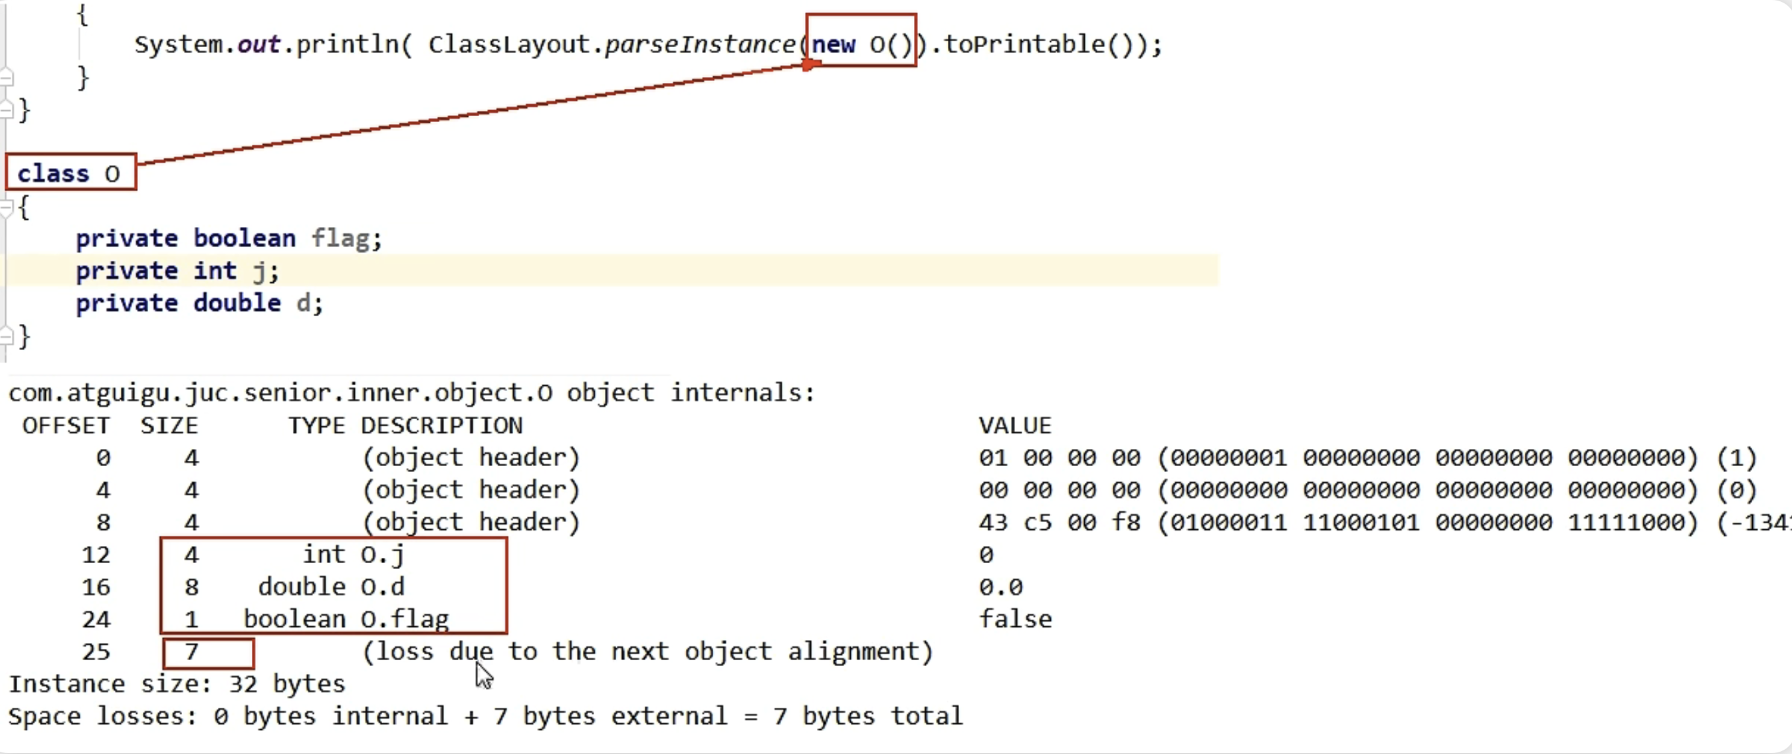 {
System.out.println( ClassLayout.parseInstance(new O()).toPrintable());
}
}
class O
{
private boolean flag;
private int j;
private double d;
}
com.atguigu.juc.senior.inner.object.O object internals:
OFFSET SIZE TYPE DESCRIPTION VALUE
0 4 (object header) 01 00 00 00 (00000001 00000000 00000000 00000000) (1)
4 4 (object header) 00 00 00 00 (00000000 00000000 00000000 00000000) (0)
8 4 (object header) 43 c5 00 f8 (01000011 11000101 00000000 11111000)
12 4 int O.j 0
16 8 double O.d 0.0
24 1 boolean O.flag false
25 7 (loss due to the next object alignment)
Instance size: 32 bytes
Space losses: 0 bytes internal + 7 bytes external = 7 bytes total